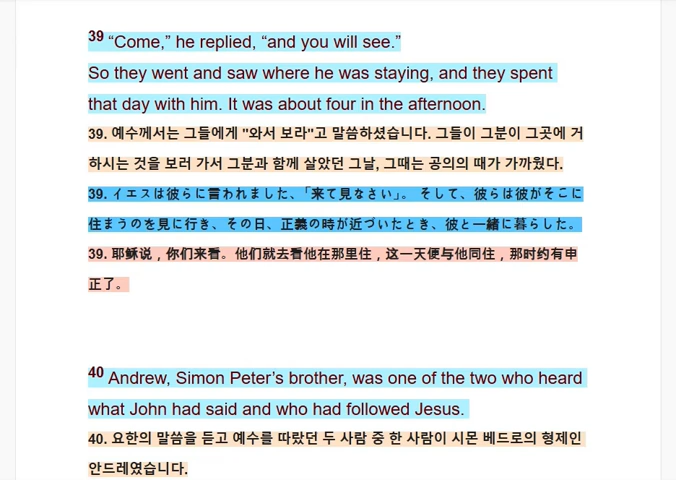 39 “Come,” he replied, “and you will see.”
So they went and saw where he was staying, and they spent
that day with him. It was about four in the afternoon.
39. 예수께서는 그들에게 "와서 보라"고 말씀하셨습니다. 그들이 그분이 그곳에 거
하시는 것을 보러 가서 그분과 함께 살았던 그날, 그때는 공의의 때가 가까웠다.
39. イエスは彼らに言われました、「来て見なさい」。 そして、彼らは彼がそこに
住まうのを見に行き、その日、正義の時が近づいたとき、彼と一緒に暮らした。
39. 耶稣说，你们来看。他们就去看他在那里住，这一天便与他同住，那时约有申
正了。
40 Andrew, Simon Peter’s brother, was one of the two who heard
what John had said and who had followed Jesus.
40. 요한의 말씀을 듣고 예수를 따랐던 두 사람 중 한 사람이 시몬 베드로의 형제인
안드레였습니다.